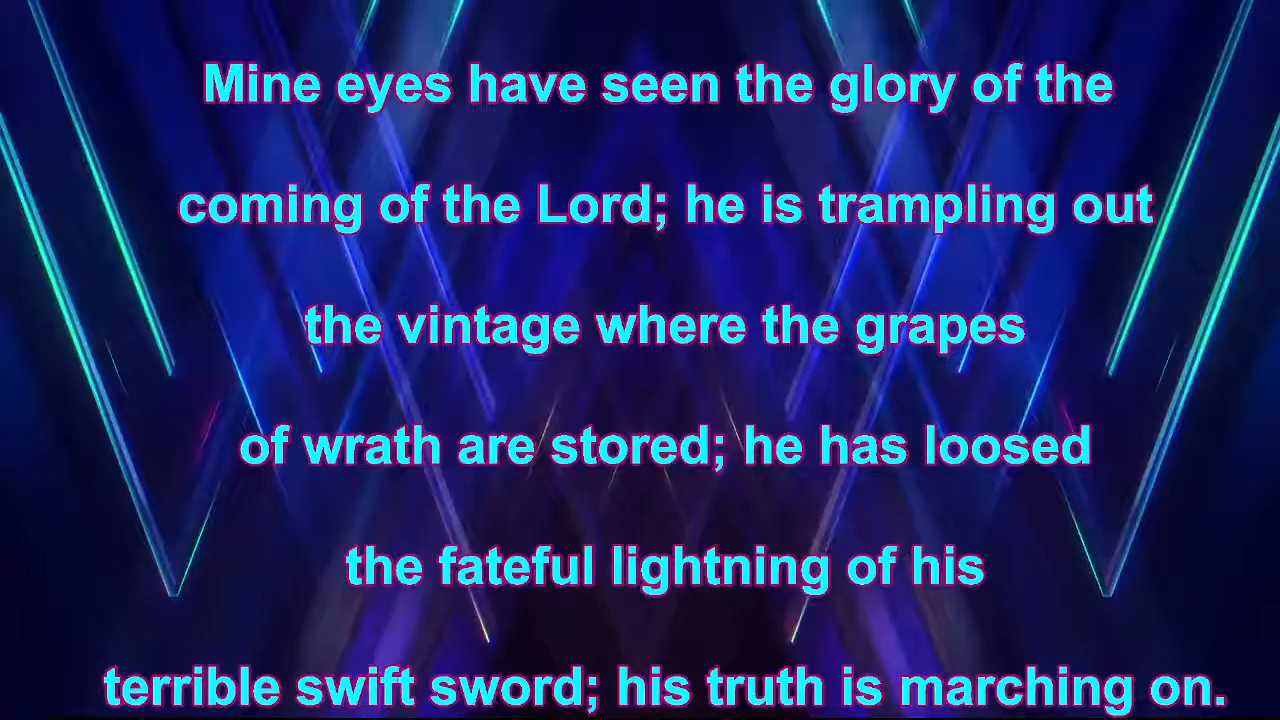 Mine eyes have seen the glory of the
coming of the Lord; he is trampling out
the vintage where the grapes
of wrath are stored; he has loosed
the fateful lightning of his
terrible swift sword; his truth is marching on.